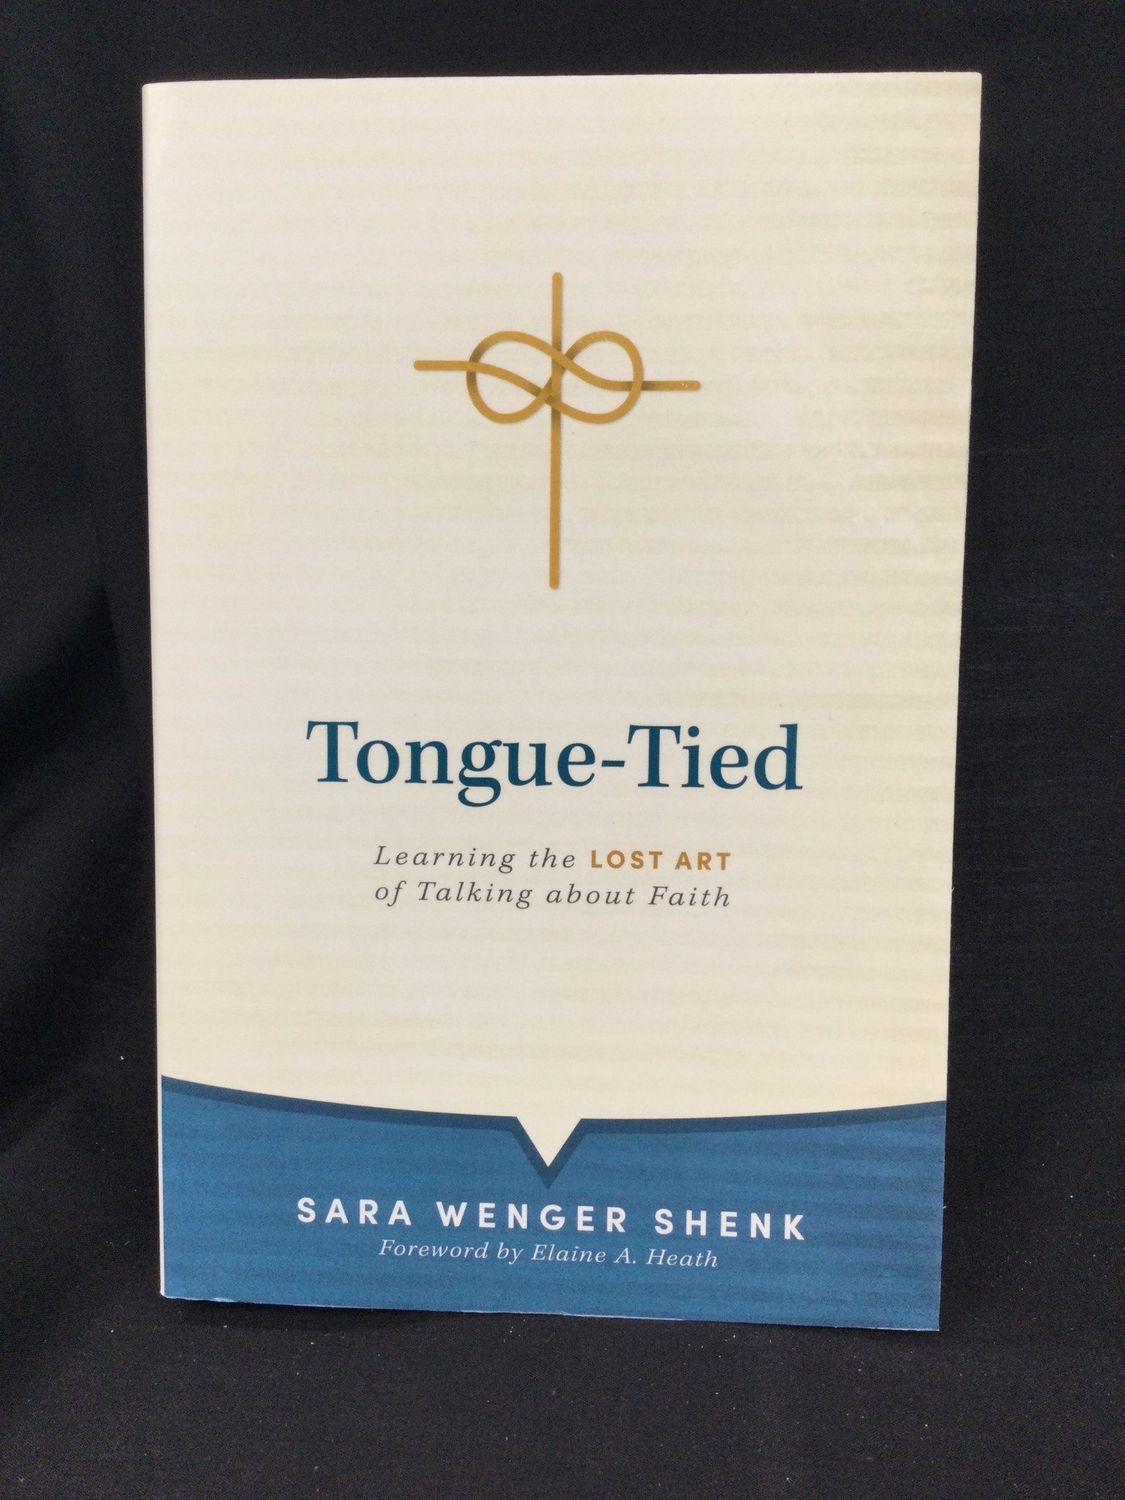 Tongue-Tied
Learning the LOST ART
of Talking about Faith
SARA WENGER SHENK
Foreword by Elaine A. Heath